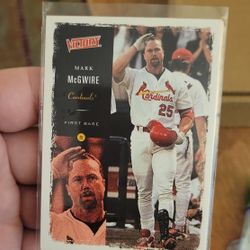 VICTORY
MARK
McGWIRE
Cardinals
FIRST BASE
Cardinals
25